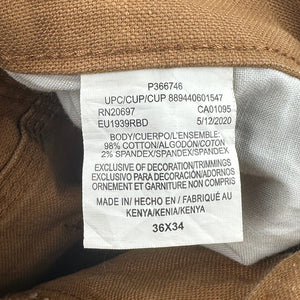 P366746
UPC/CUP/CUP 889440601547
RN20697 CA01095
EU1939RBD 5/12/2020
BODY/CUERPO/L'ENSEMBLE:
98% COTTON/ALGODÓN/COTON
2% SPANDEX/SPANDEX/SPANDEX
EXCLUSIVE OF DECORATION/TRIMMINGS
EXCLUSIVO DE DECORACIÓN/ADORNOS
ORNEMENT ET GARNITURE NON COMPRIS
MADE IN/ HECHO EN / FABRIQUÉ AU
KENYA/KENIA/KENYA
36X34